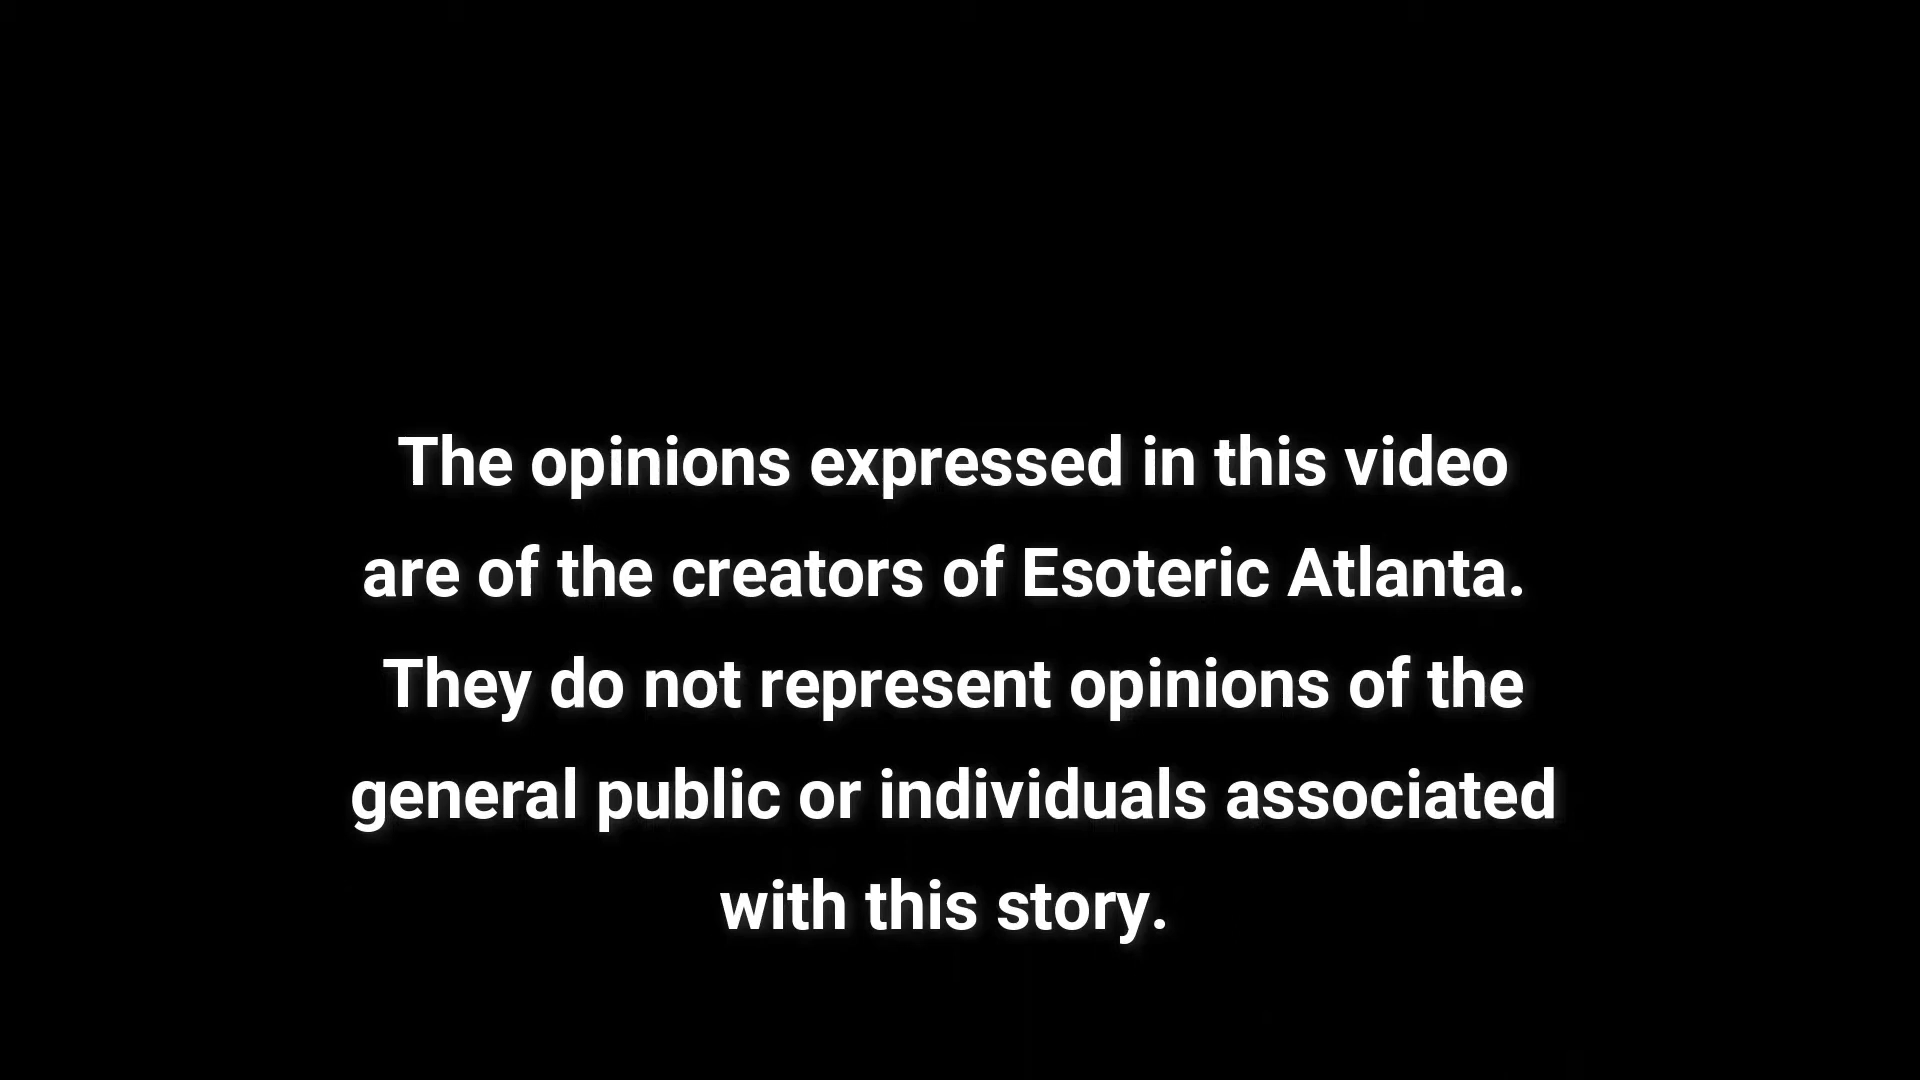 The opinions expressed in this video
are of the creators of Esoteric Atlanta.
They do not represent opinions of the
general public or individuals associated
with this story.